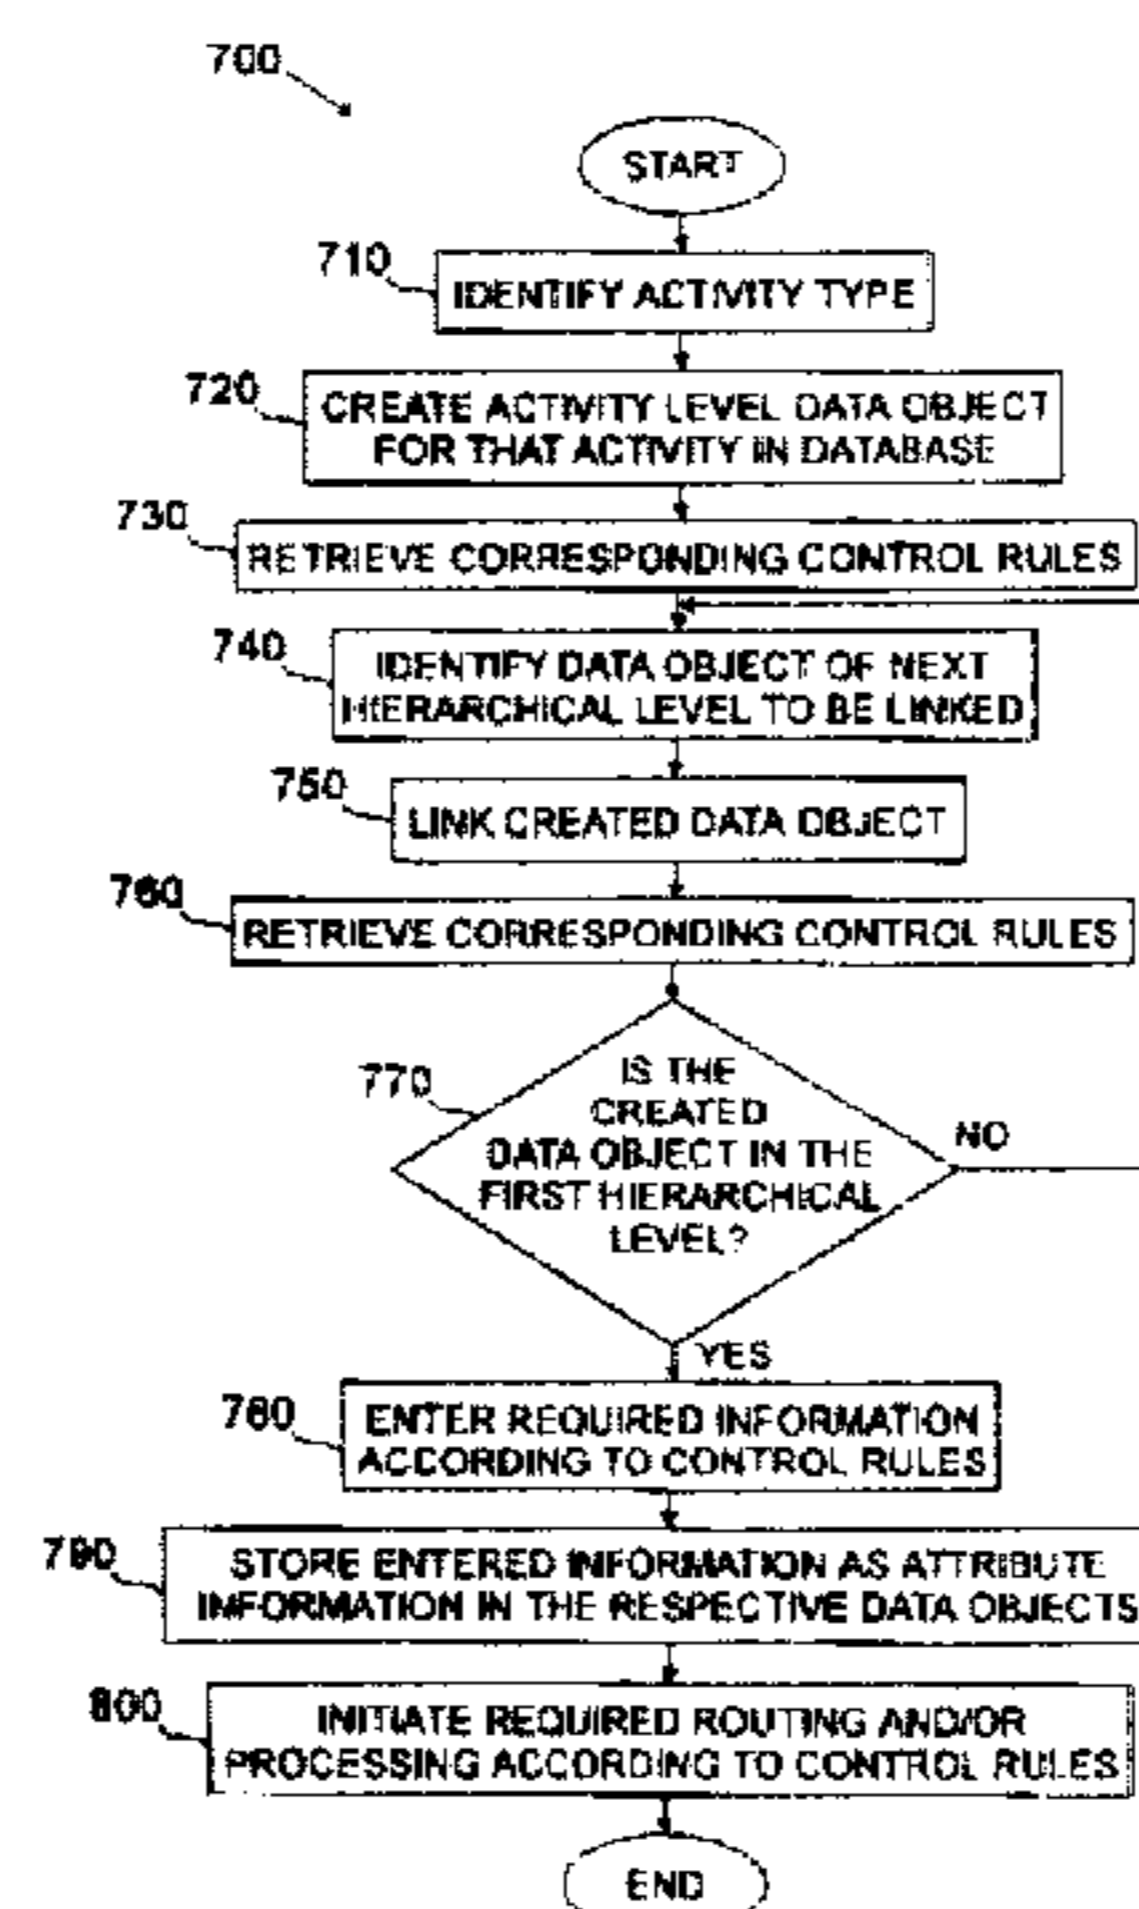 700
START
710
IDENTIFY ACTIVITY TYPE
720
CREATE ACTIVITY LEVEL DATA OBJECT
FOR THAT ACTIVITY IN DATABASE
730
RETRIEVE CORRESPONDING CONTROL RULES
740
IDENTIFY DATA OBJECT OF NEXT
HIERARCHICAL LEVEL TO BE LINKED
750
LINK CREATED DATA OBJECT
760
RETRIEVE CORRESPONDING CONTROL RULES
770
IS THE
CREATED
DATA OBJECT IN THE
FIRST HIERARCHICAL
LEVEL?
NO
YES
780
ENTER REQUIRED INFORMATION
ACCORDING TO CONTROL RULES
790
STORE ENTERED INFORMATION AS ATTRIBUTE
INFORMATION IN THE RESPECTIVE DATA OBJECTS
800
INITIATE REQUIRED ROUTING AND/OR
PROCESSING ACCORDING TO CONTROL RULES
END